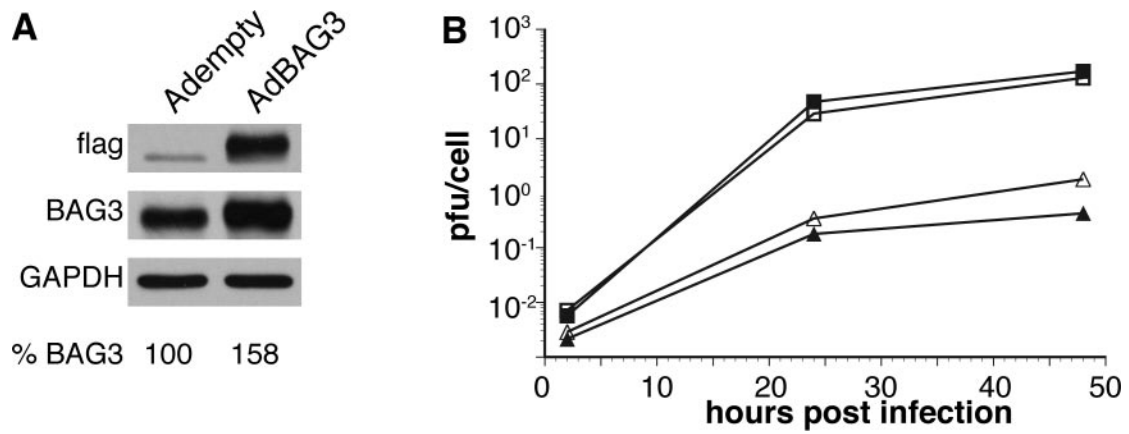 A
Adempty
AdBAG3
flag
BAG3
GAPDH
% BAG3 100 158
B
pfu/cell
10³
10²
10¹
10⁰
10⁻¹
10⁻²
0 10 20 30 40 50
hours post infection